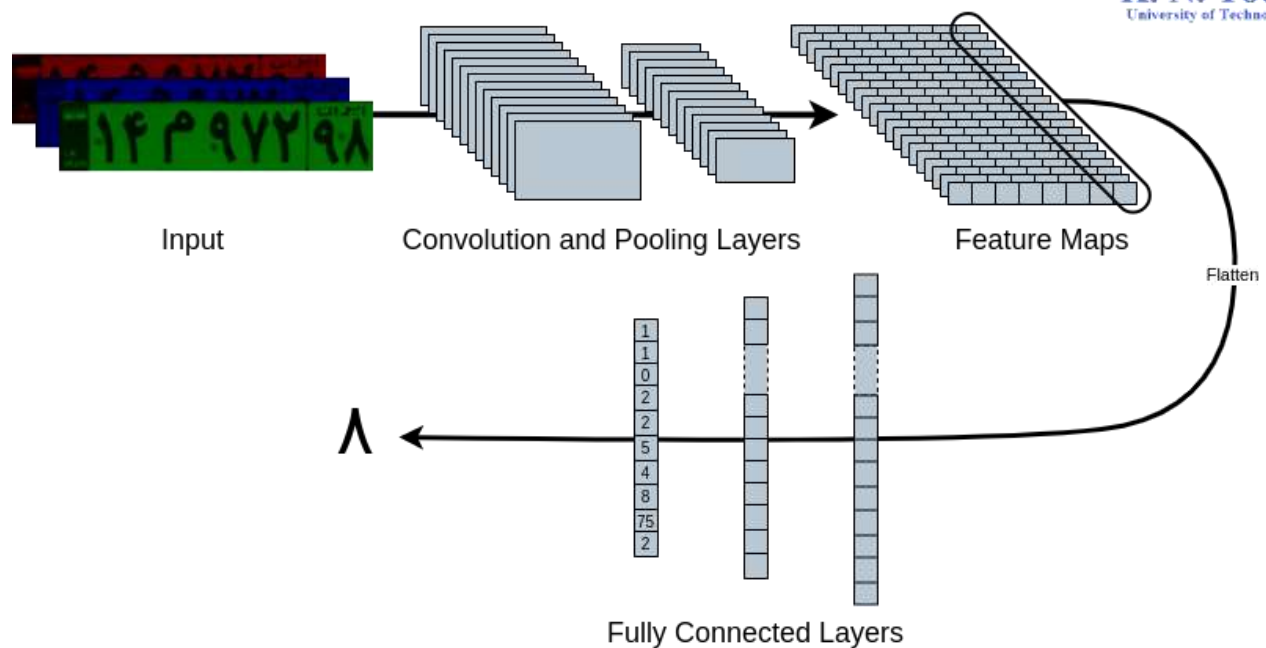 University of Techno
۱۴ م ۹۷۲ ۹۸
Input
Convolution and Pooling Layers
Feature Maps
Flatten
1
1
0
2
2
5
4
8
75
2
۸
Fully Connected Layers